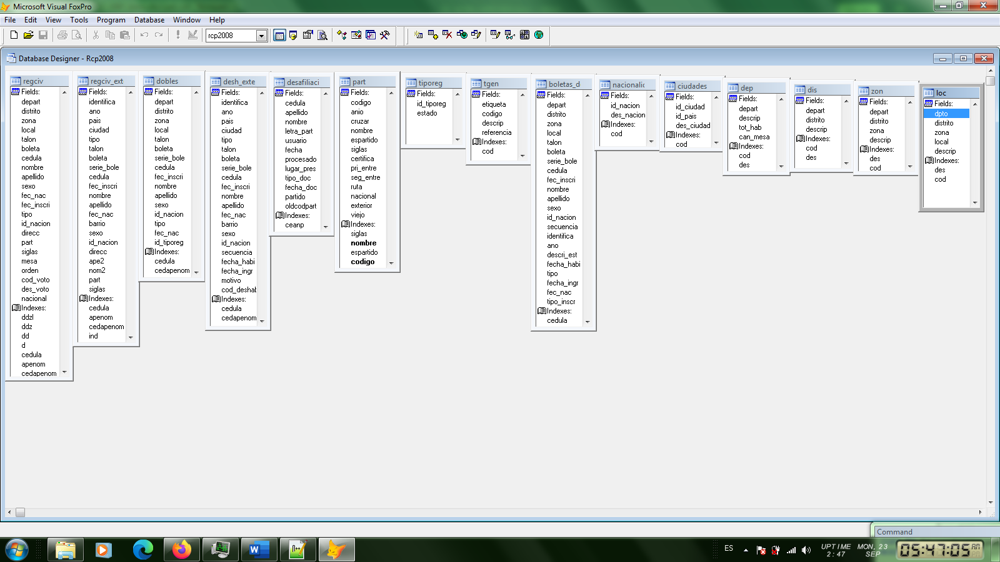 Microsoft Visual FoxPro
File Edit View Tools Program Database Window Help
rcp2008
Database Designer - Rcp2008
regciv
Fields:
depart
distrito
zona
local
talon
boleta
cedula
nombre
apellido
sexo
fec_nac
fec_inscri
tipo
id_nacion
direcc
part
siglas
mesa
orden
cod_voto
des_voto
nacional
Indexes:
ddzl
ddz
dd
d
cedula
apenom
cedapenom
regciv_ext
Fields:
identifica
ano
pais
ciudad
tipo
talon
boleta
serie_bole
cedula
fec_inscri
nombre
apellido
fec_nac
barrio
sexo
id_nacion
direcc
ape2
nom2
part
siglas
Indexes:
cedula
apenom
cedapenom
ind
dobles
Fields:
depart
distrito
zona
local
talon
boleta
serie_bole
cedula
fec_inscri
nombre
apellido
sexo
id_nacion
tipo
fec_nac
id_tiporeg
Indexes:
cedula
cedapenom
desh_exte
Fields:
identifica
ano
pais
ciudad
tipo
talon
boleta
serie_bole
cedula
fec_inscri
nombre
apellido
fec_nac
barrio
sexo
id_nacion
secuencia
fecha_habi
fecha_ingr
motivo
cod_deshab
Indexes:
cedula
cedapenom
desafiliaci
Fields:
cedula
apellido
nombre
letra_part
usuario
fecha
procesado
lugar_pres
tipo_doc
fecha_doc
partido
oldcodpart
Indexes:
ceanp
part
Fields:
codigo
anio
cruzar
nombre
espartido
siglas
certifica
pri_entre
seg_entre
ruta
nacional
exterior
viejo
Indexes:
siglas
nombre
espartido
codigo
tiporeg
Fields:
id_tiporeg
estado
tgen
Fields:
etiqueta
codigo
descrip
referencia
Indexes:
cod
boletas_d
Fields:
depart
distrito
zona
local
talon
boleta
serie_bole
cedula
fec_inscri
nombre
apellido
sexo
id_nacion
secuencia
identifica
ano
descri_est
fecha_habi
tipo
fecha_ingr
fec_nac
tipo_inscr
Indexes:
cedula
nacionalic
Fields:
id_nacion
des_nacion
Indexes:
cod
ciudades
Fields:
id_ciudad
id_pais
des_ciudad
Indexes:
cod
dep
Fields:
depart
descrip
tot_hab
can_mesa
Indexes:
cod
des
dis
Fields:
depart
distrito
descrip
Indexes:
cod
des
zon
Fields:
depart
distrito
zona
descrip
Indexes:
des
cod
loc
Fields:
dpto
distrito
zona
local
descrip
Indexes:
des
cod
Command
ES
UPTIME
2:47
MON, 23
SEP
05:47:05 AM